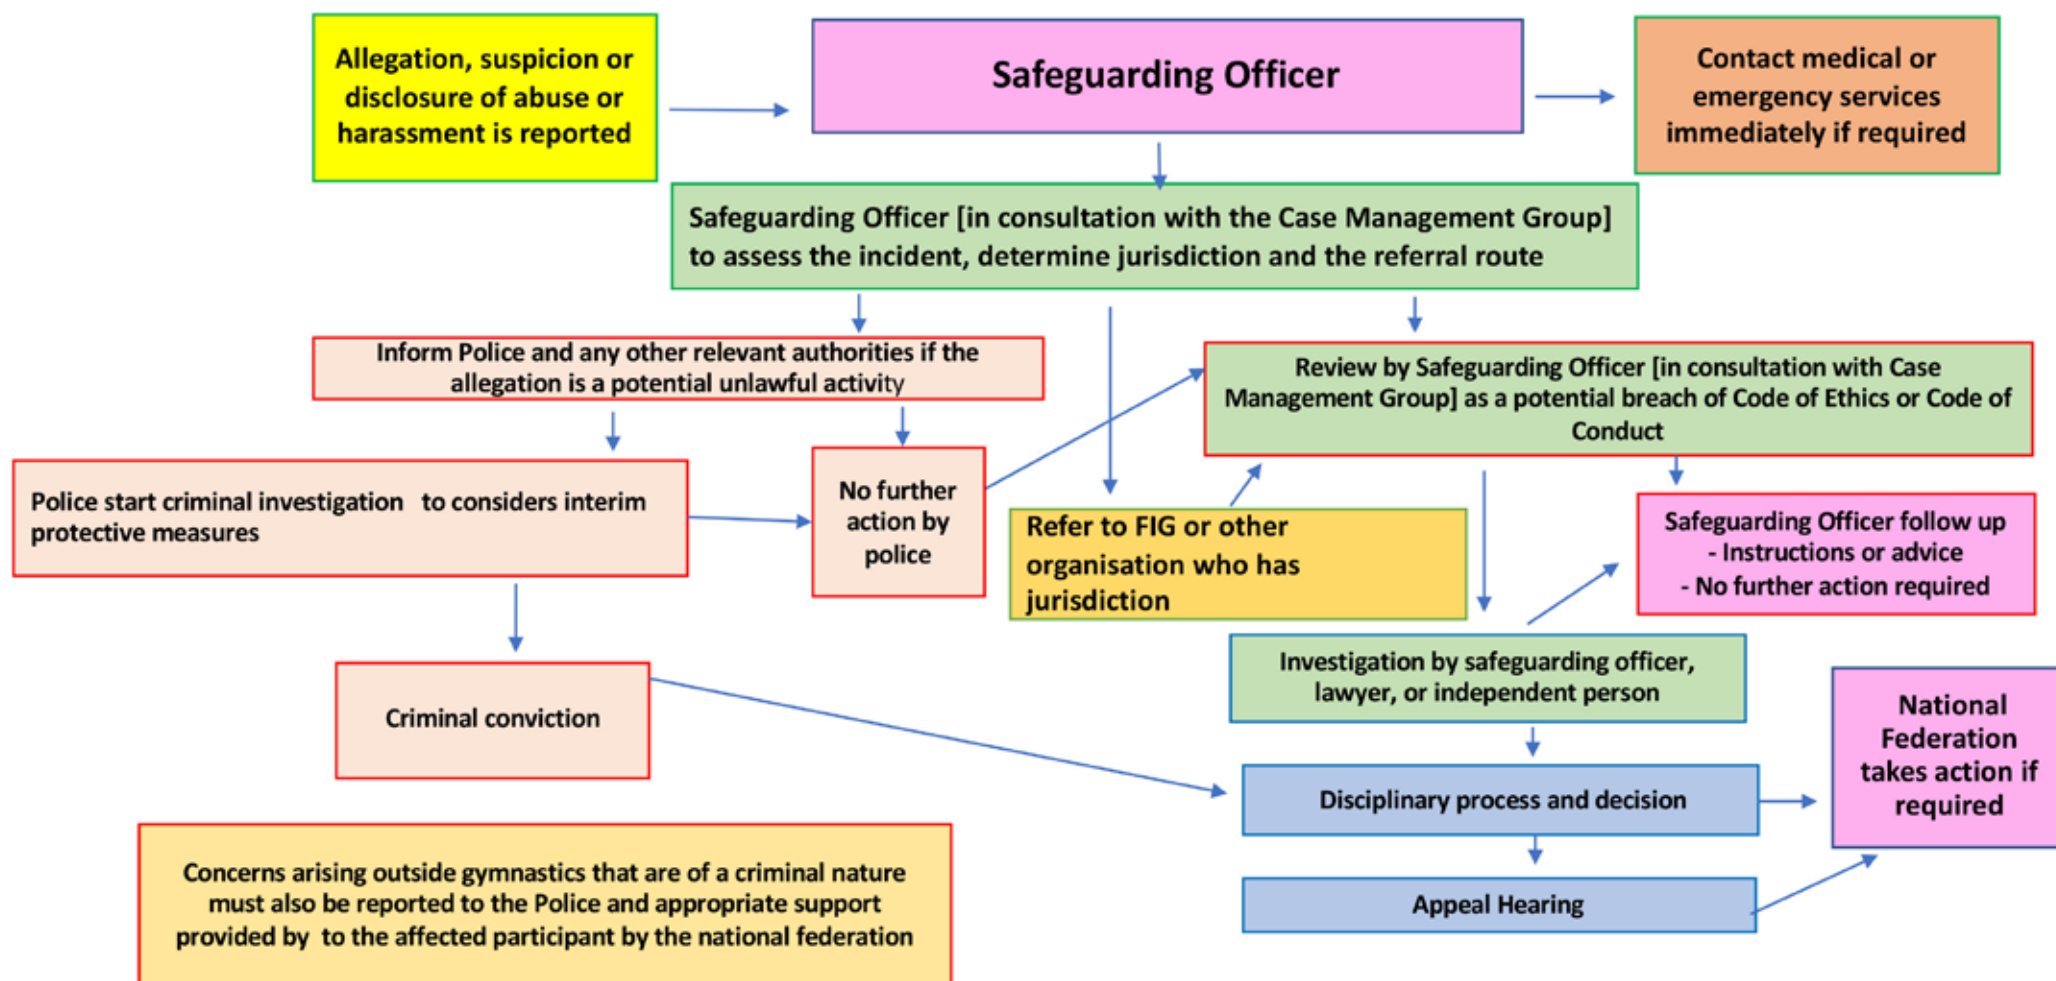 Allegation, suspicion or
disclosure of abuse or
harassment is reported
Safeguarding Officer
Contact medical or
emergency services
immediately if required
Safeguarding Officer [in consultation with the Case Management Group]
to assess the incident, determine jurisdiction and the referral route
Inform Police and any other relevant authorities if the
allegation is a potential unlawful activity
Review by Safeguarding Officer [in consultation with Case
Management Group] as a potential breach of Code of Ethics or Code of
Conduct
Police start criminal investigation to considers interim
protective measures
No further
action by
police
Refer to FIG or other
organisation who has
jurisdiction
Safeguarding Officer follow up
- Instructions or advice
- No further action required
Investigation by safeguarding officer,
lawyer, or independent person
Criminal conviction
National
Federation
takes action if
required
Disciplinary process and decision
Appeal Hearing
Concerns arising outside gymnastics that are of a criminal nature
must also be reported to the Police and appropriate support
provided by to the affected participant by the national federation